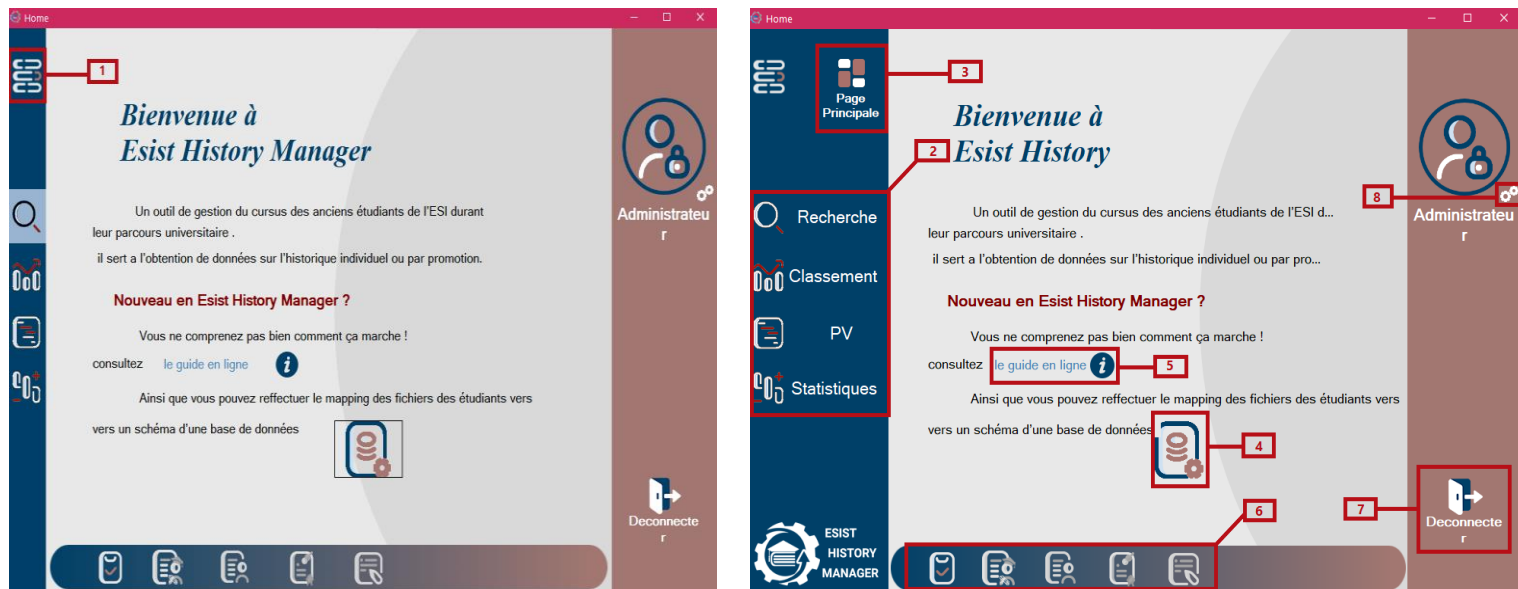 Home
1
Bienvenue à
Esist History Manager
Un outil de gestion du cursus des anciens étudiants de l'ESI durant
leur parcours universitaire .
il sert a l'obtention de données sur l'historique individuel ou par promotion.
Nouveau en Esist History Manager ?
Vous ne comprenez pas bien comment ça marche !
consultez le guide en ligne i
Ainsi que vous pouvez reffectuer le mapping des fichiers des étudiants vers
vers un schéma d'une base de données
Administrateu
r
Deconnecte
r
Home
3
Page
Principale
Bienvenue à
2
Esist History
8
Administrateu
r
Recherche
Classement
PV
Statistiques
Un outil de gestion du cursus des anciens étudiants de l'ESI d...
leur parcours universitaire .
il sert a l'obtention de données sur l'historique individuel ou par pro...
Nouveau en Esist History Manager ?
Vous ne comprenez pas bien comment ça marche !
consultez le guide en ligne i
5
Ainsi que vous pouvez reffectuer le mapping des fichiers des étudiants vers
vers un schéma d'une base de données
4
6
7
Deconnecte
r
ESIST
HISTORY
MANAGER